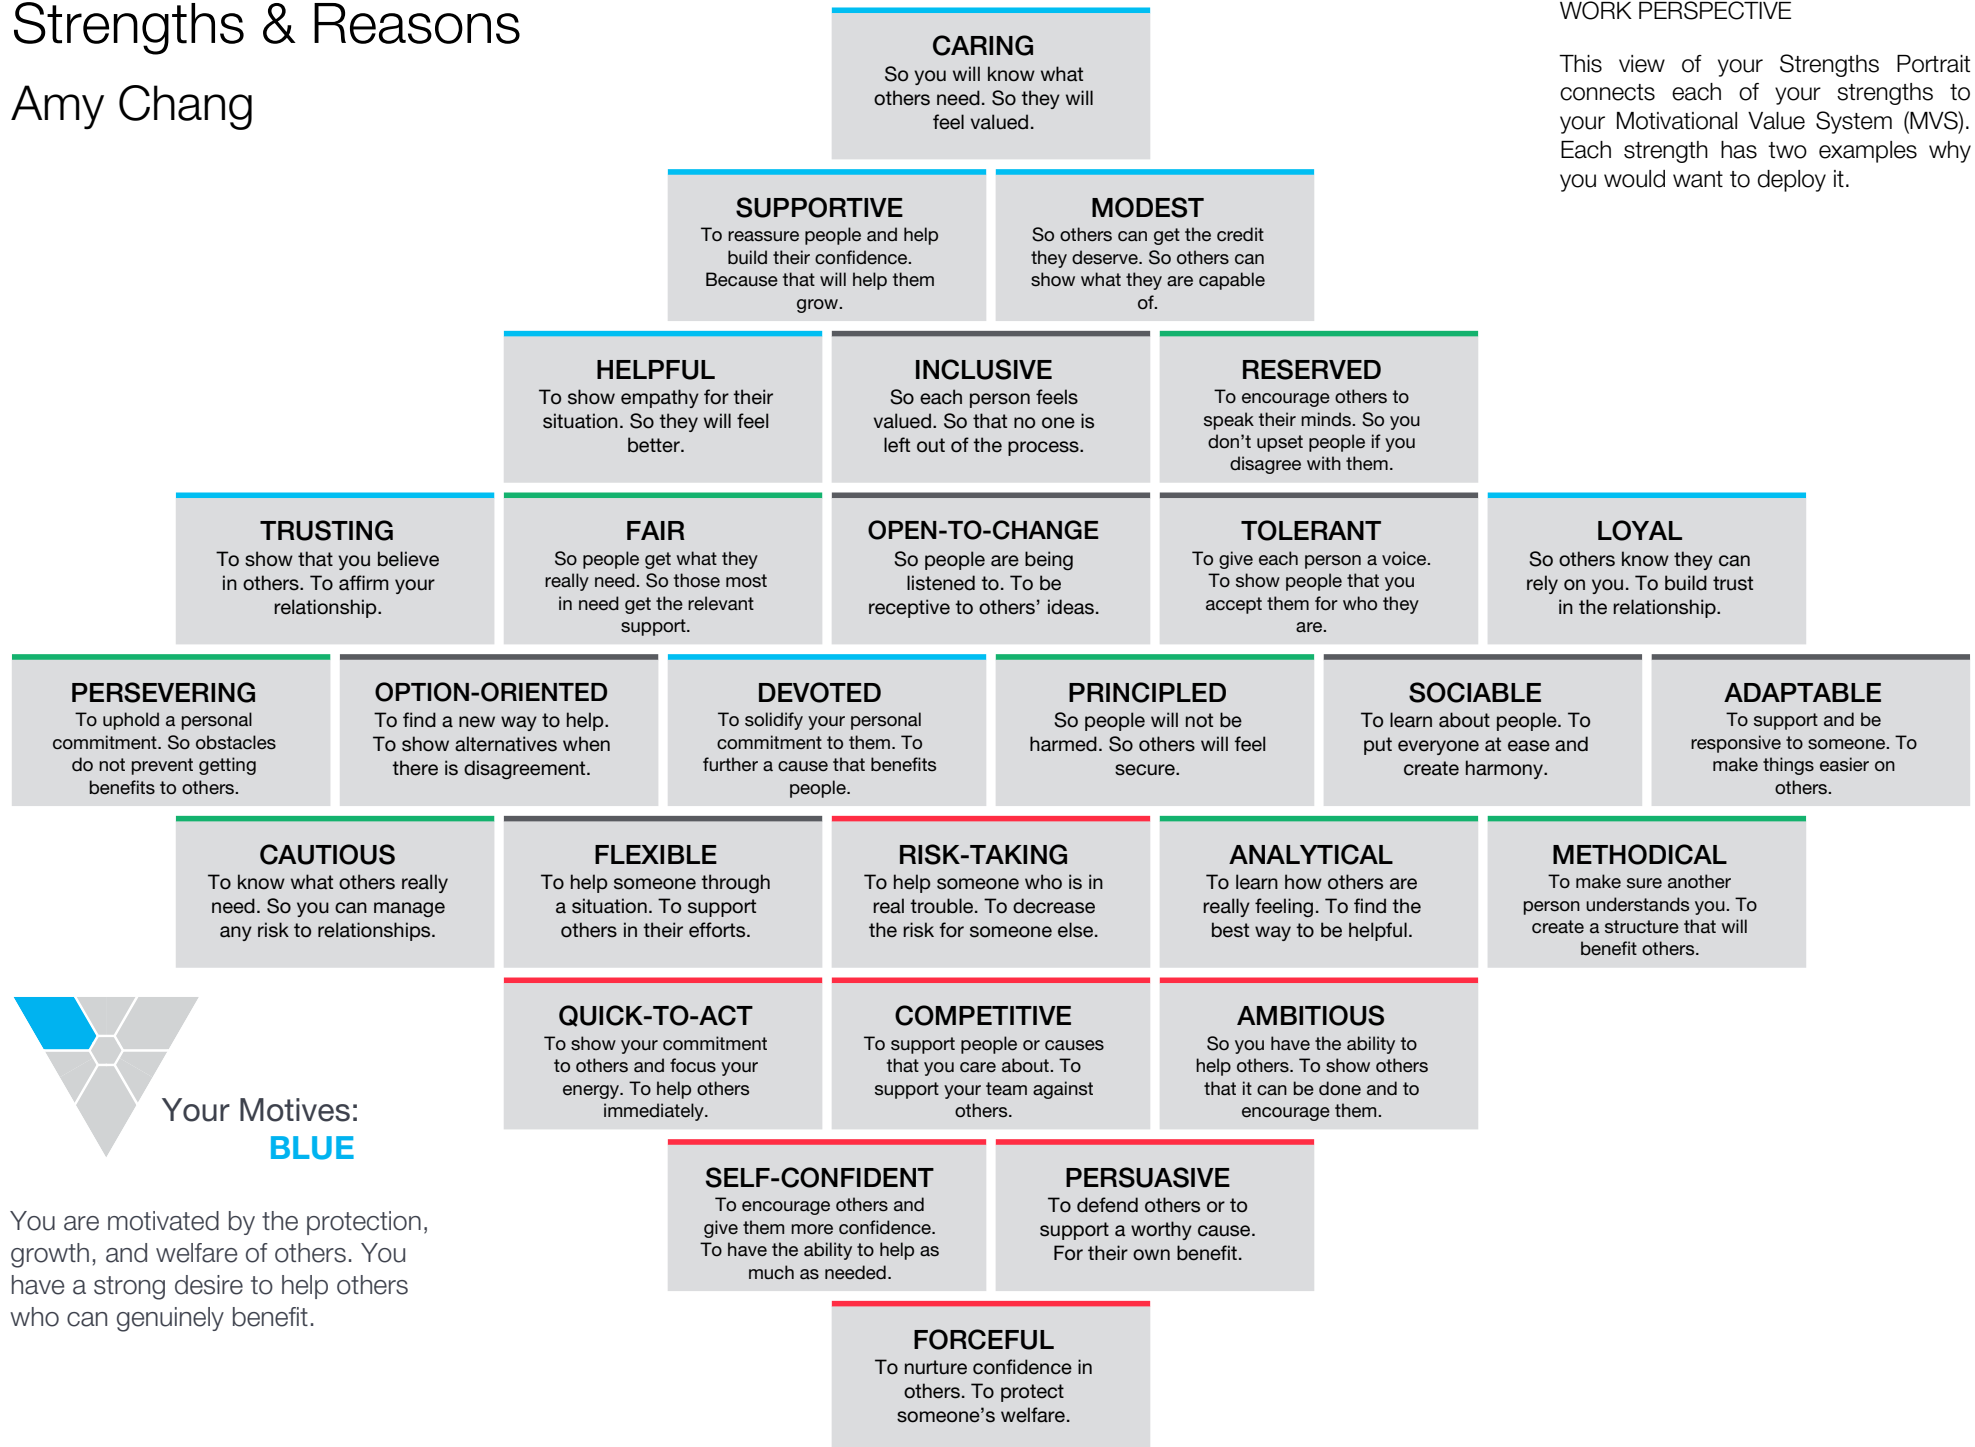 Strengths & Reasons
Amy Chang
WORK PERSPECTIVE
This view of your Strengths Portrait
connects each of your strengths to
your Motivational Value System (MVS).
Each strength has two examples why
you would want to deploy it.
CARING
So you will know what
others need. So they will
feel valued.
SUPPORTIVE
To reassure people and help
build their confidence.
Because that will help them
grow.
MODEST
So others can get the credit
they deserve. So others can
show what they are capable
of.
HELPFUL
To show empathy for their
situation. So they will feel
better.
INCLUSIVE
So each person feels
valued. So that no one is
left out of the process.
RESERVED
To encourage others to
speak their minds. So you
don’t upset people if you
disagree with them.
TRUSTING
To show that you believe
in others. To affirm your
relationship.
FAIR
So people get what they
really need. So those most
in need get the relevant
support.
OPEN-TO-CHANGE
So people are being
listened to. To be
receptive to others’ ideas.
TOLERANT
To give each person a voice.
To show people that you
accept them for who they
are.
LOYAL
So others know they can
rely on you. To build trust
in the relationship.
PERSEVERING
To uphold a personal
commitment. So obstacles
do not prevent getting
benefits to others.
OPTION-ORIENTED
To find a new way to help.
To show alternatives when
there is disagreement.
DEVOTED
To solidify your personal
commitment to them. To
further a cause that benefits
people.
PRINCIPLED
So people will not be
harmed. So others will feel
secure.
SOCIABLE
To learn about people. To
put everyone at ease and
create harmony.
ADAPTABLE
To support and be
responsive to someone. To
make things easier on
others.
CAUTIOUS
To know what others really
need. So you can manage
any risk to relationships.
FLEXIBLE
To help someone through
a situation. To support
others in their efforts.
RISK-TAKING
To help someone who is in
real trouble. To decrease
the risk for someone else.
ANALYTICAL
To learn how others are
really feeling. To find the
best way to be helpful.
METHODICAL
To make sure another
person understands you. To
create a structure that will
benefit others.
QUICK-TO-ACT
To show your commitment
to others and focus your
energy. To help others
immediately.
COMPETITIVE
To support people or causes
that you care about. To
support your team against
others.
AMBITIOUS
So you have the ability to
help others. To show others
that it can be done and to
encourage them.
SELF-CONFIDENT
To encourage others and
give them more confidence.
To have the ability to help as
much as needed.
PERSUASIVE
To defend others or to
support a worthy cause.
For their own benefit.
FORCEFUL
To nurture confidence in
others. To protect
someone’s welfare.
Your Motives:
BLUE
You are motivated by the protection,
growth, and welfare of others. You
have a strong desire to help others
who can genuinely benefit.